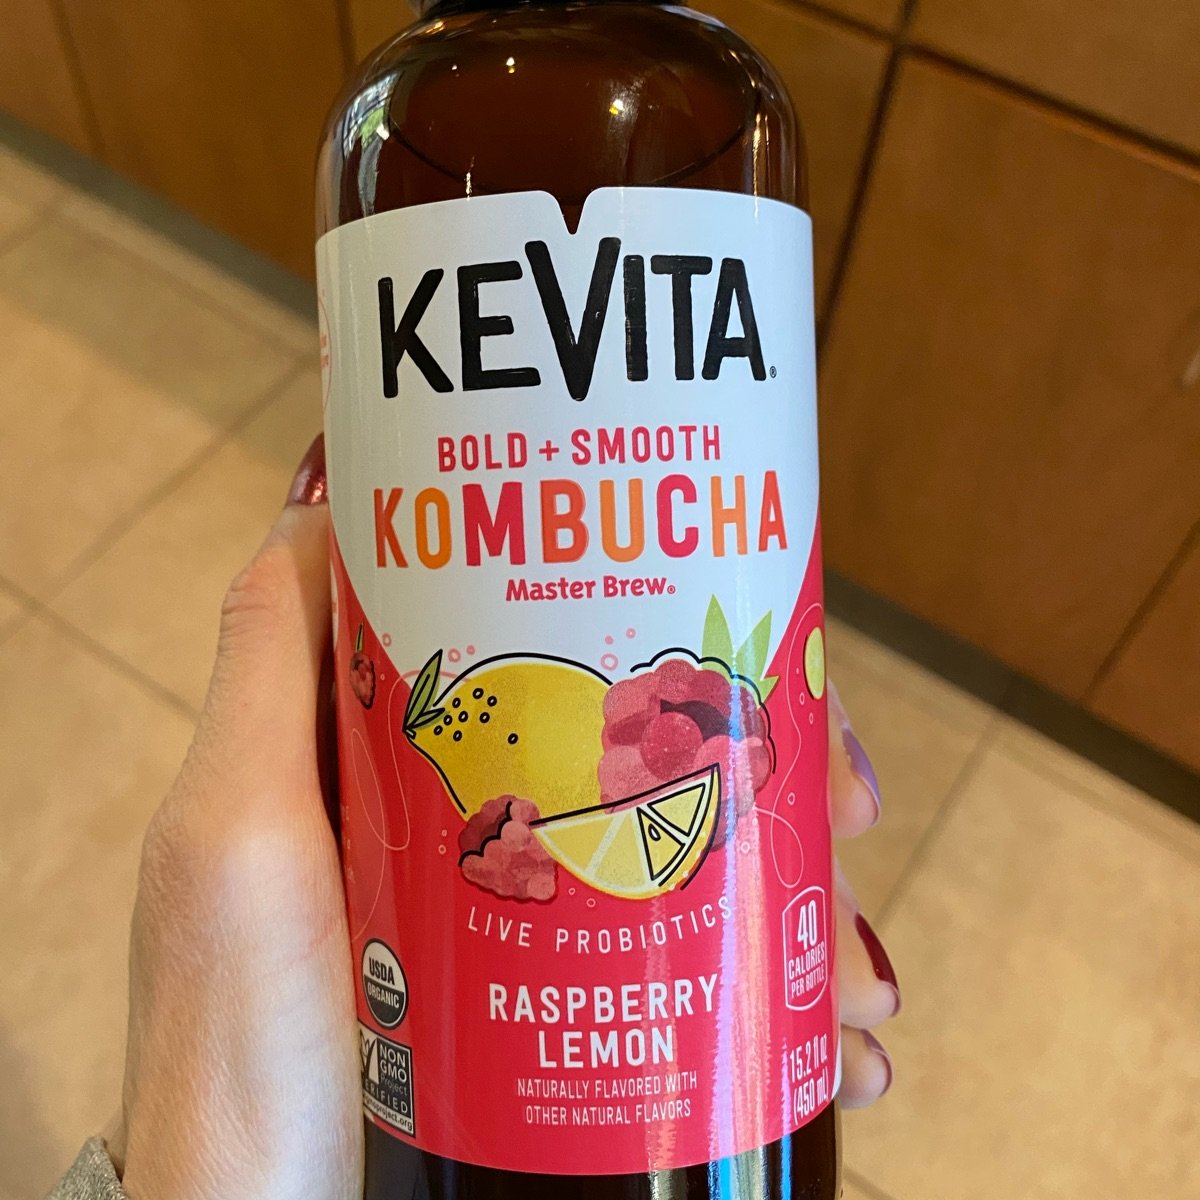 KEVITA®
BOLD + SMOOTH
KOMBUCHA
Master Brew®
LIVE PROBIOTICS
RASPBERRY
LEMON
NATURALLY FLAVORED WITH
OTHER NATURAL FLAVORS
USDA
ORGANIC
NON
GMO
Project
VERIFIED
40
CALORIES
PER BOTTLE
15.2 fl oz
(450 mL)